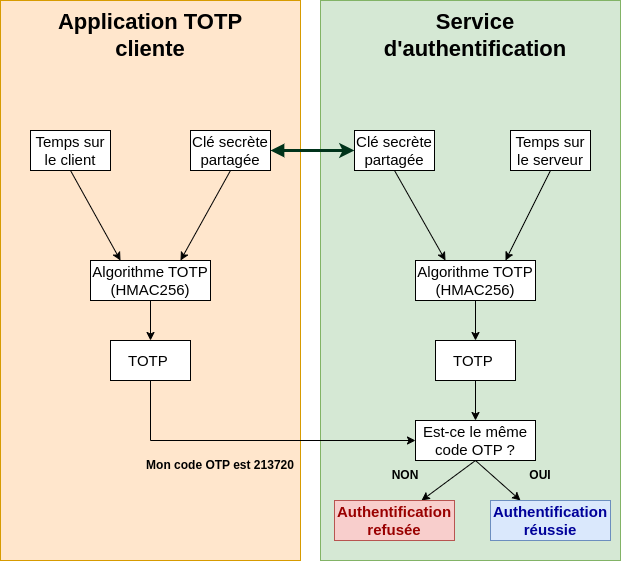 Application TOTP
cliente
Service
d'authentification
Temps sur
le client
Clé secrète
partagée
Clé secrète
partagée
Temps sur
le serveur
Algorithme TOTP
(HMAC256)
Algorithme TOTP
(HMAC256)
TOTP
TOTP
Est-ce le même
code OTP ?
Mon code OTP est 213720
NON
OUI
Authentification
refusée
Authentification
réussie